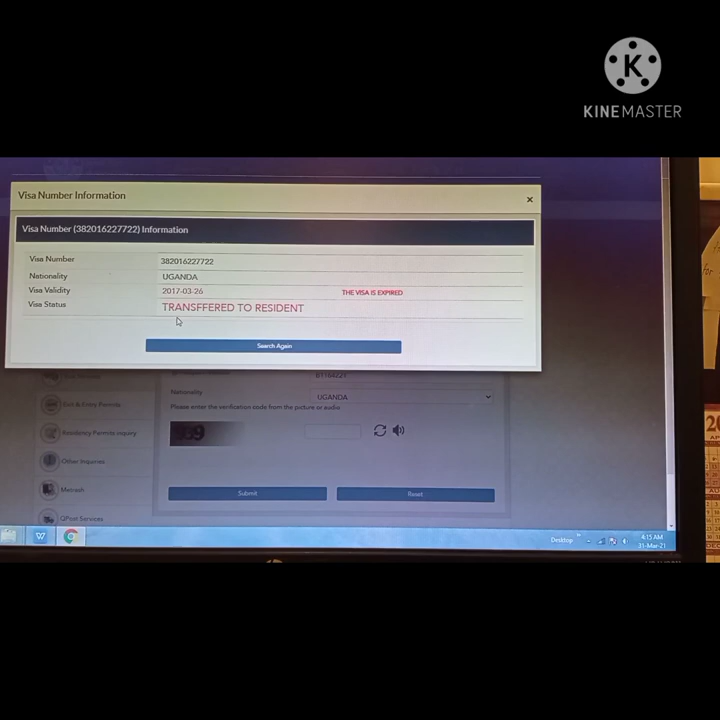 KINEMASTER
Visa Number Information
×
Visa Number (382016227722) Information
Visa Number 382016227722
Nationality UGANDA
Visa Validity 2017-03-26 THE VISA IS EXPIRED
Visa Status TRANSFFERED TO RESIDENT
Search Again
Nationality UGANDA
Please enter the verification code from the picture or audio
Exit & Entry Permits
Residency Permits Inquiry
Other Inquiries
Metrash
Submit Reset
QPost Services
Desktop
4:15 AM
31-Mar-21